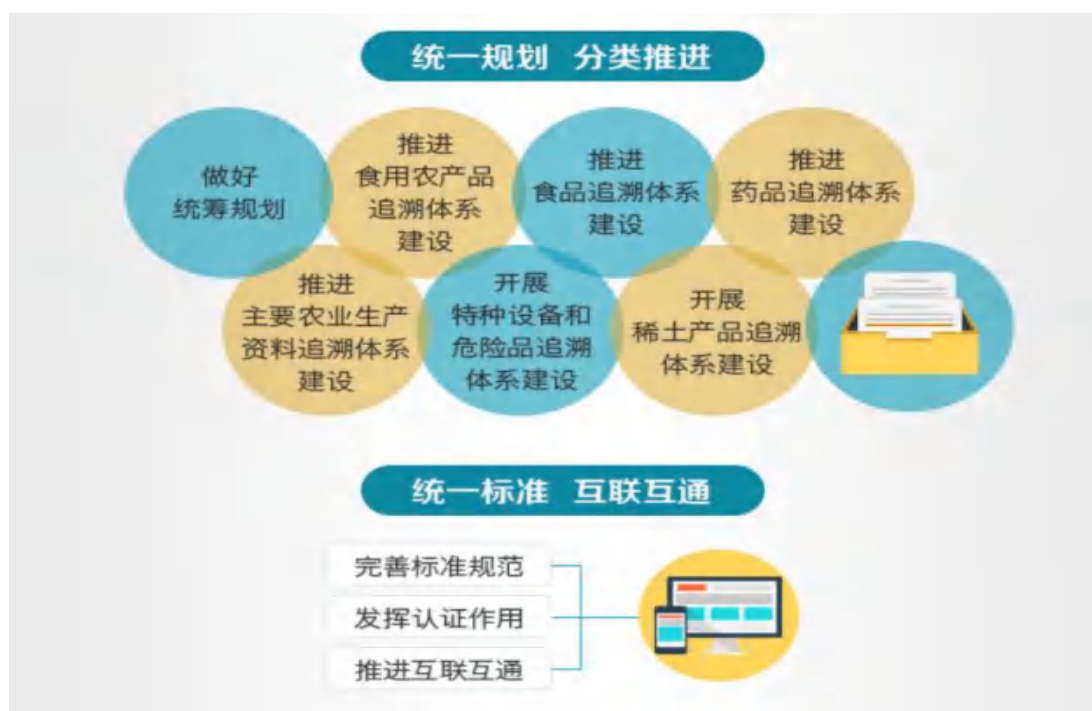 统一规划 分类推进
做好
统筹规划
推进
食用农产品
追溯体系
建设
推进
食品追溯体系
建设
推进
药品追溯体系
建设
推进
主要农业生产
资料追溯体系
建设
开展
特种设备和
危险品追溯
体系建设
开展
稀土产品追溯
体系建设
统一标准 互联互通
完善标准规范
发挥认证作用
推进互联互通